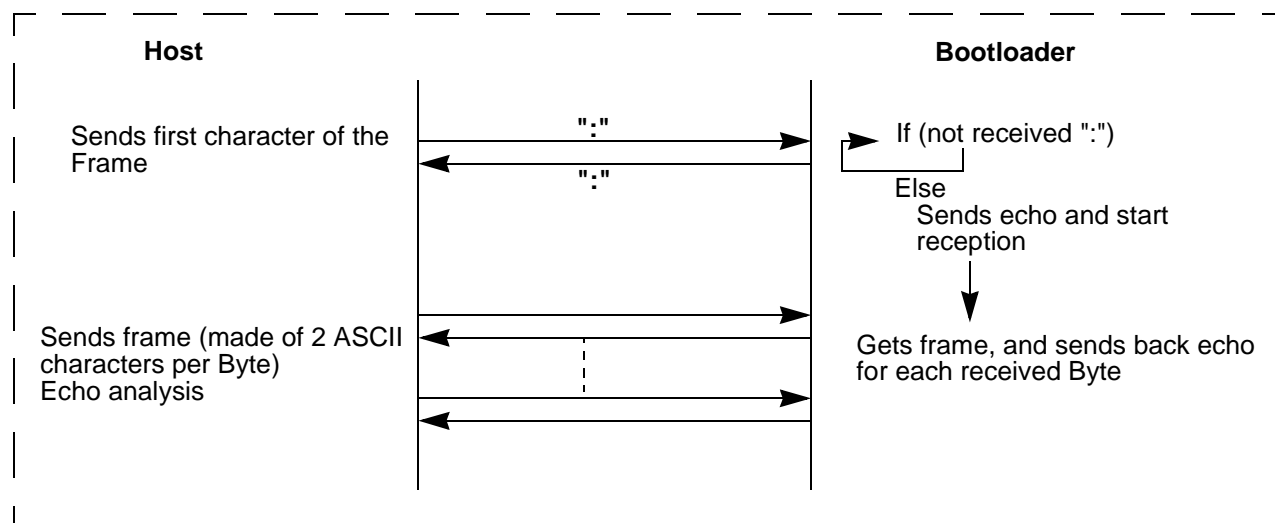 Host
Bootloader
Sends first character of the
Frame
":"
":"
If (not received ":")
Else
Sends echo and start
reception
Sends frame (made of 2 ASCII
characters per Byte)
Echo analysis
Gets frame, and sends back echo
for each received Byte